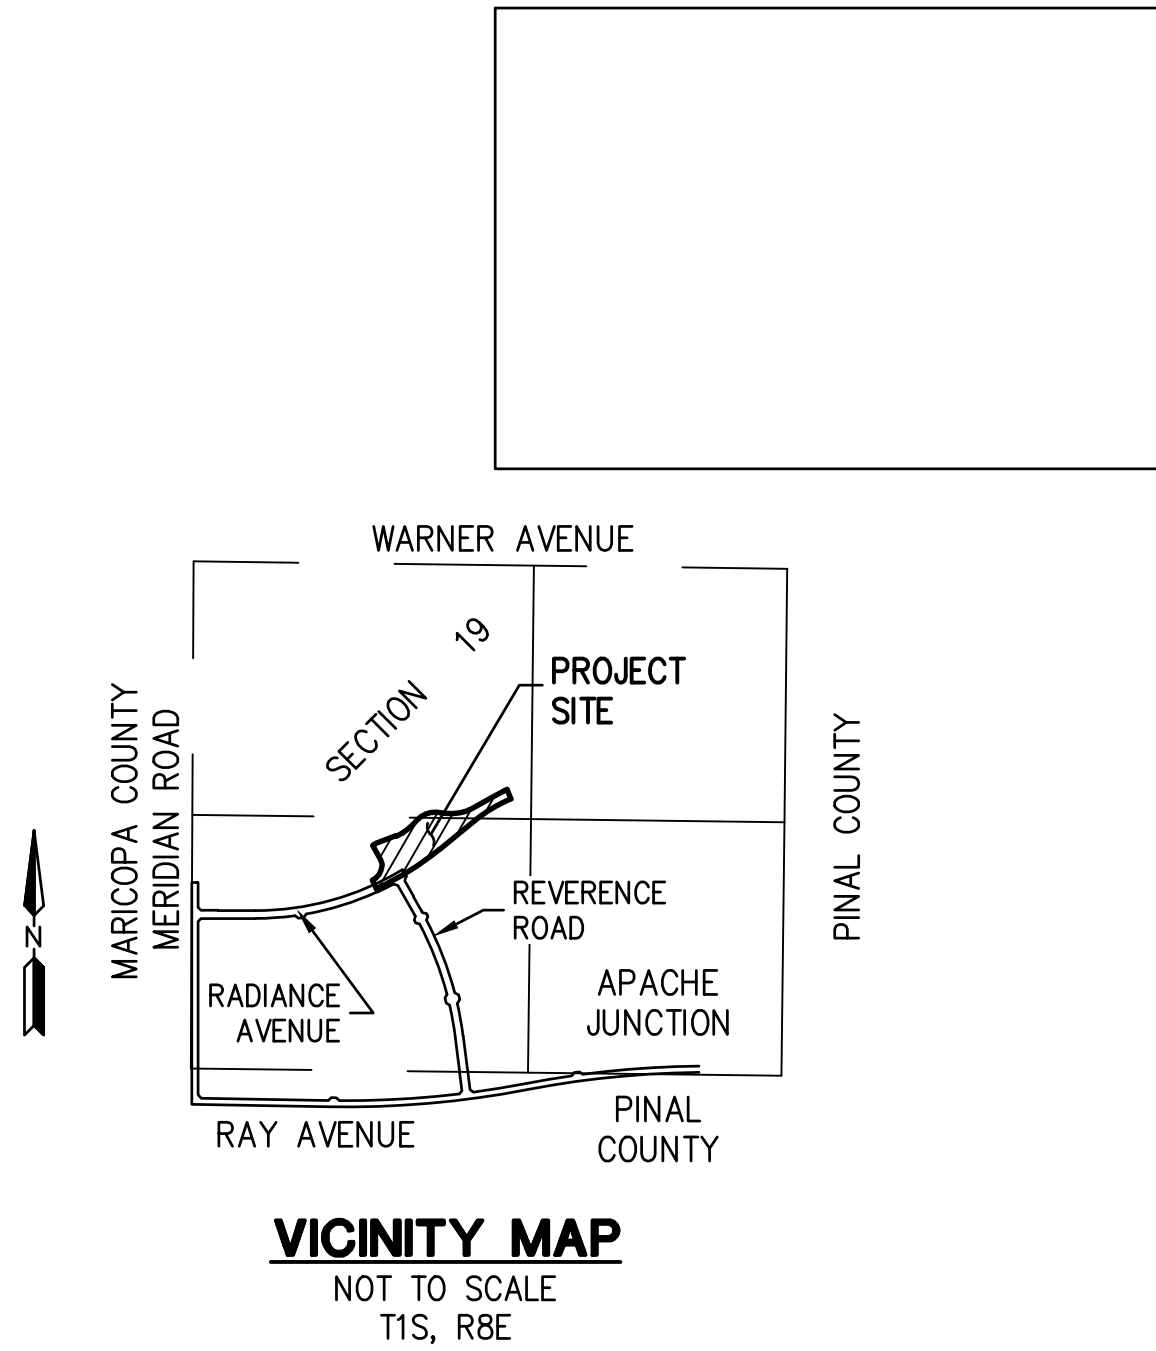 WARNER AVENUE
SECTION 19
PROJECT
SITE
MARICOPA COUNTY
MERIDIAN ROAD
PINAL COUNTY
N
REVERENCE
ROAD
RADIANCE
AVENUE
APACHE
JUNCTION
RAY AVENUE
PINAL
COUNTY
VICINITY MAP
NOT TO SCALE
T1S, R8E